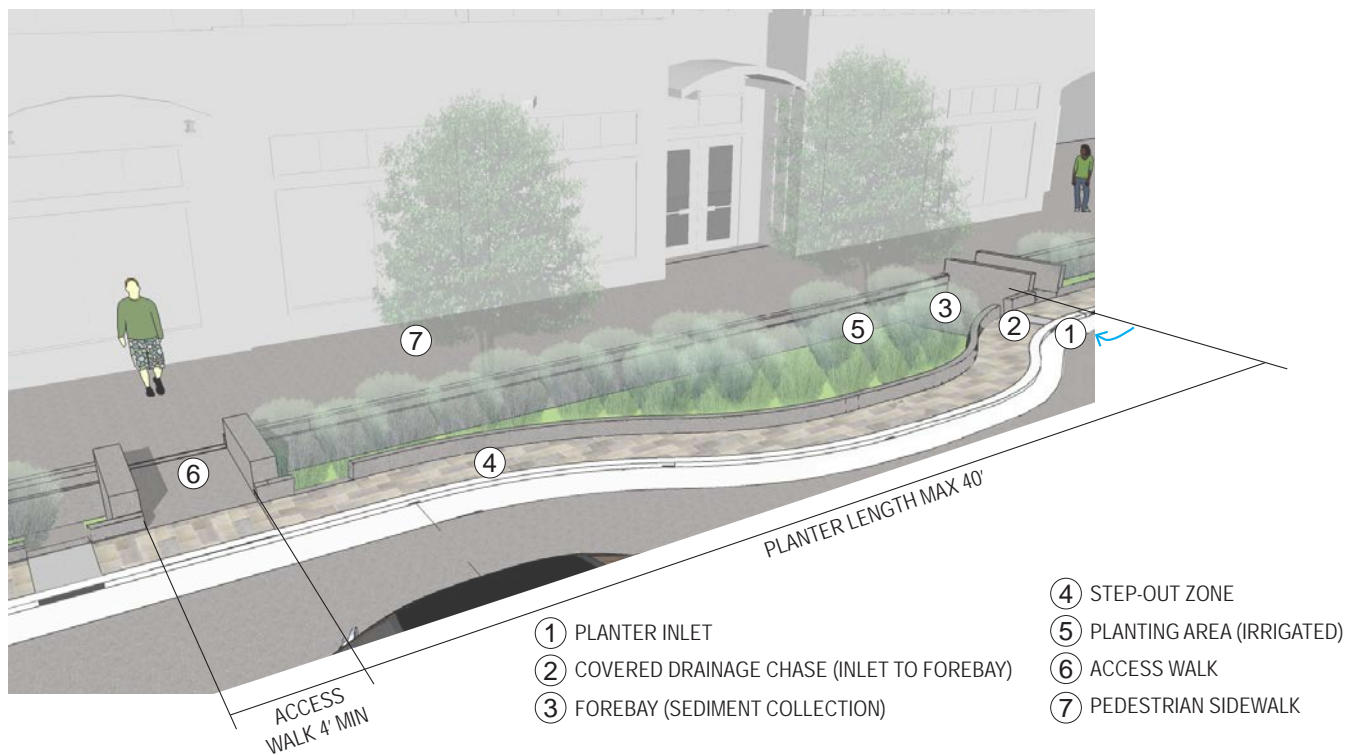 7
3
5
2
1
6
4
PLANTER LENGTH MAX 40'
ACCESS
WALK 4' MIN
1 PLANTER INLET
2 COVERED DRAINAGE CHASE (INLET TO FOREBAY)
3 FOREBAY (SEDIMENT COLLECTION)
4 STEP-OUT ZONE
5 PLANTING AREA (IRRIGATED)
6 ACCESS WALK
7 PEDESTRIAN SIDEWALK